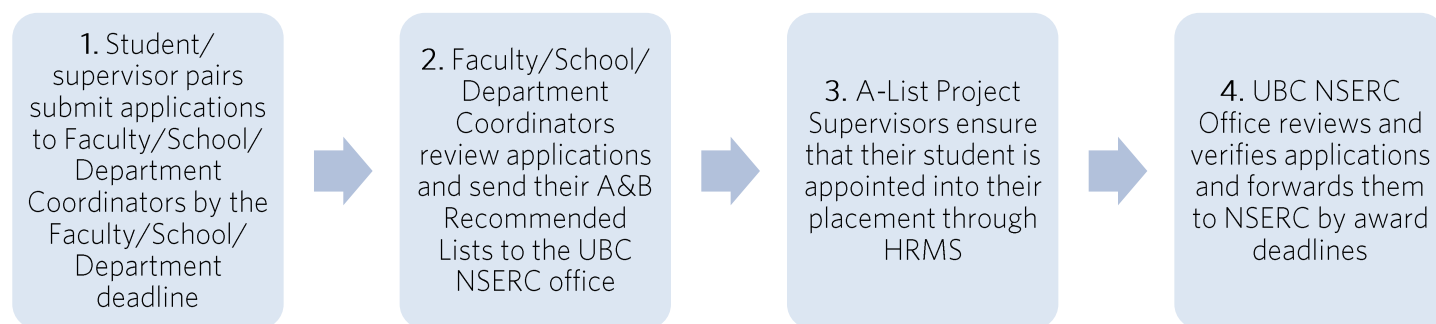 1. Student/
supervisor pairs
submit applications
to Faculty/School/
Department
Coordinators by the
Faculty/School/
Department
deadline
2. Faculty/School/
Department
Coordinators
review applications
and send their A&B
Recommended
Lists to the UBC
NSERC office
3. A-List Project
Supervisors ensure
that their student is
appointed into their
placement through
HRMS
4. UBC NSERC
Office reviews and
verifies applications
and forwards them
to NSERC by award
deadlines